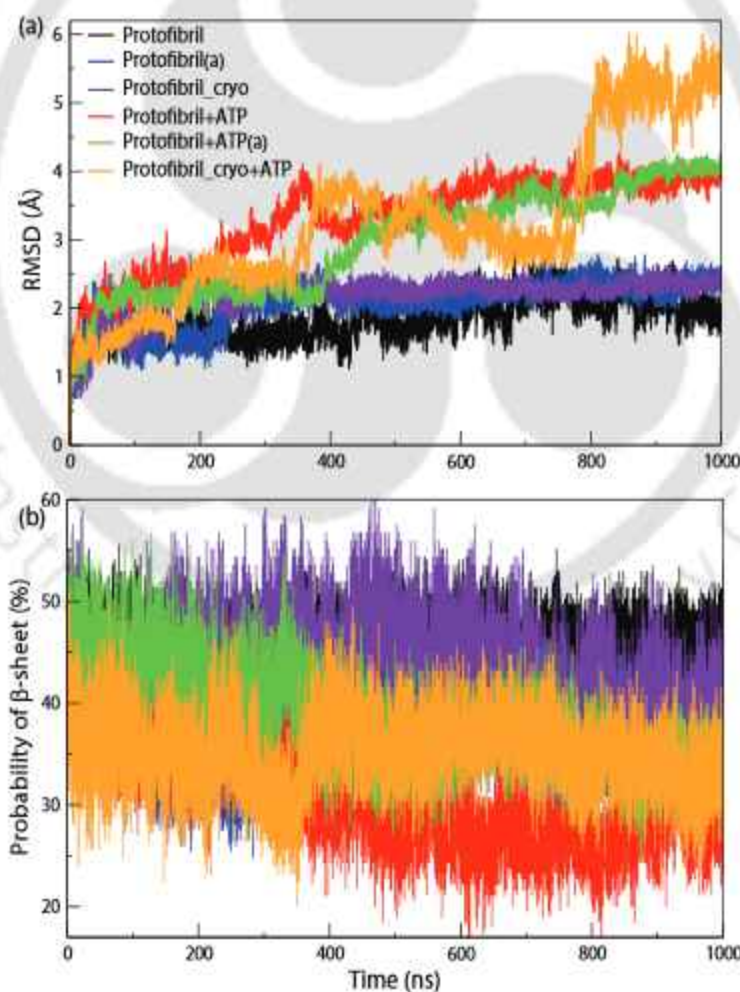 (a)
RMSD (Å)
6
5
4
3
2
1
0
Protofibril
Protofibril(a)
Protofibril_cryo
Protofibril+ATP
Protofibril+ATP(a)
Protofibril_cryo+ATP
0 200 400 600 800 1000
(b)
Probability of β-sheet (%)
60
50
40
30
20
0 200 400 600 800 1000
Time (ns)